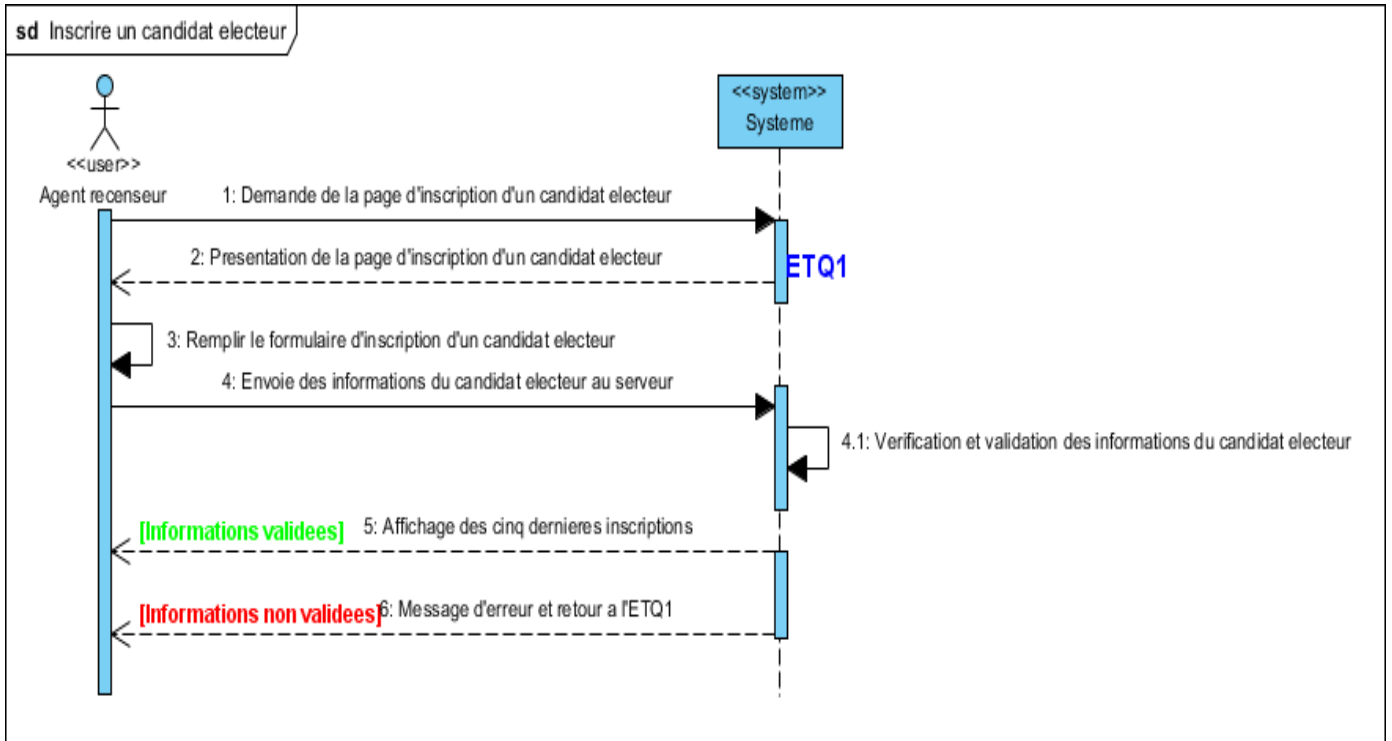 sd Inscrire un candidat electeur
<<system>>
Systeme
<<user>>
Agent recenseur
1: Demande de la page d'inscription d'un candidat electeur
2: Presentation de la page d'inscription d'un candidat electeur
ETQ1
3: Remplir le formulaire d'inscription d'un candidat electeur
4: Envoie des informations du candidat electeur au serveur
4.1: Verification et validation des informations du candidat electeur
[Informations validees] 5: Affichage des cinq dernieres inscriptions
[Informations non validees] 6: Message d'erreur et retour a l'ETQ1